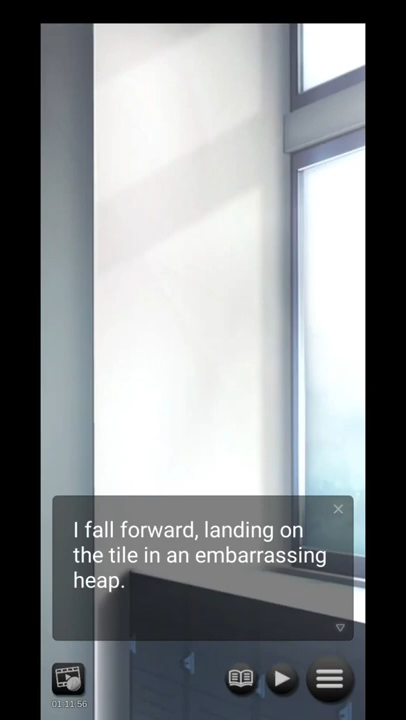 I fall forward, landing on
the tile in an embarrassing
heap.
01:11:56